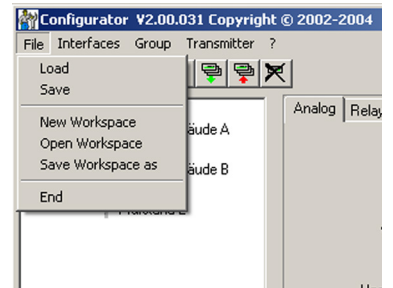 Configurator V2.00.031 Copyright © 2002-2004
File Interfaces Group Transmitter ?
Load
Save
Analog Relay
New Workspace
äude A
Open Workspace
Save Workspace as
äude B
End